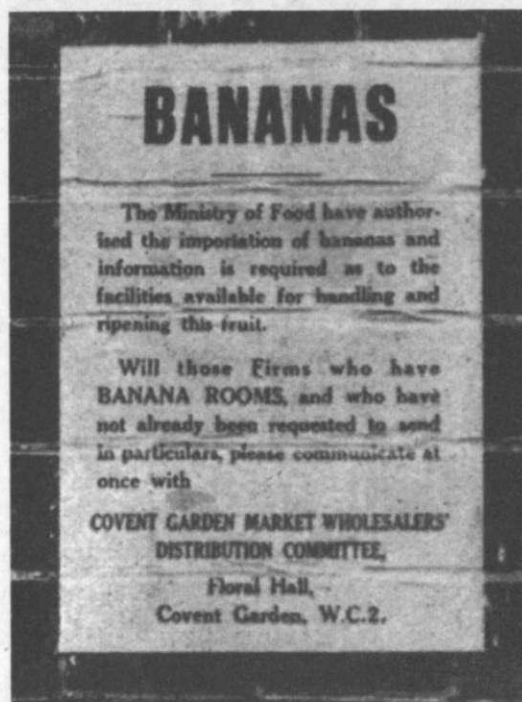 BANANAS
The Ministry of Food have author-
ised the importation of bananas and
information is required as to the
facilities available for handling and
ripening this fruit.
Will those Firms who have
BANANA ROOMS, and who have
not already been requested to send
in particulars, please communicate at
once with
COVENT GARDEN MARKET WHOLESALERS'
DISTRIBUTION COMMITTEE,
Floral Hall,
Covent Garden, W.C.2.